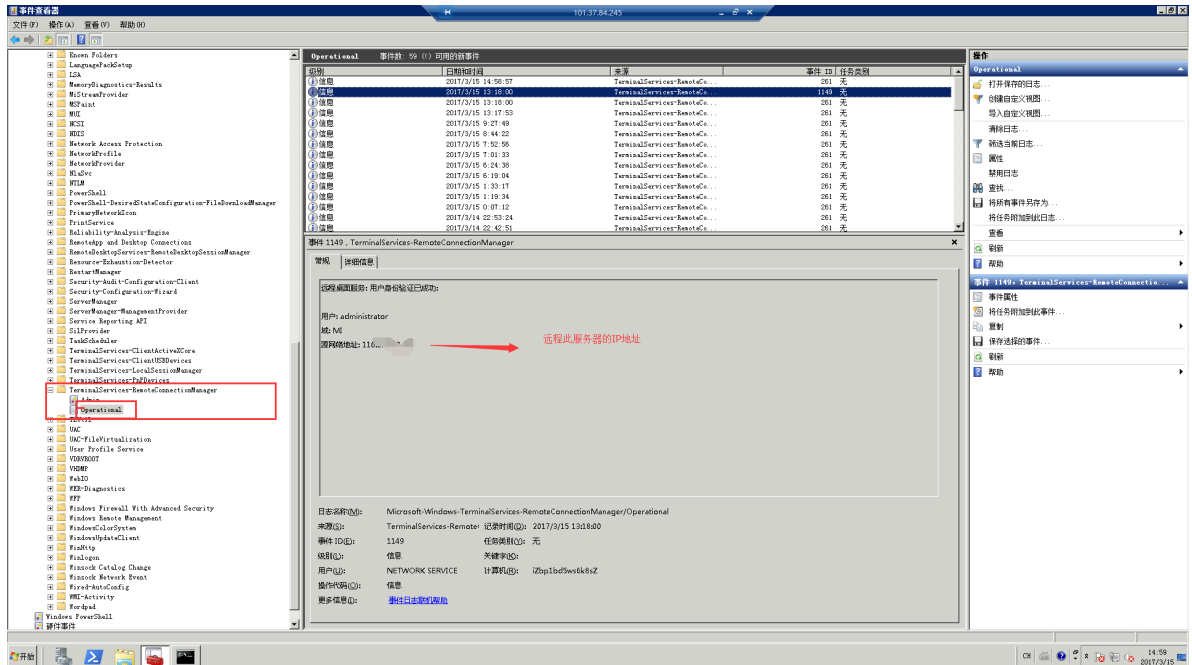 事件查看器
101.37.84.245
文件(F) 操作(A) 查看(V) 帮助(H)
Known Folders
LanguagePackSetup
LSA
MemoryDiagnostics-Results
MiStreamProvider
MSPaint
MUI
NCSI
NDIS
Network Access Protection
NetworkProfile
NetworkProvider
NlaSvc
NTLM
PowerShell
PowerShell-DesiredStateConfiguration-FileDownloadManager
PrimaryNetworkIcon
PrintService
Reliability-Analysis-Engine
RemoteApp and Desktop Connections
RemoteDesktopServices-RemoteDesktopSessionManager
Resource-Exhaustion-Detector
RestartManager
Security-Audit-Configuration-Client
Security-Configuration-Wizard
ServerManager
ServerManager-ManagementProvider
Service Reporting API
SilProvider
TaskScheduler
TerminalServices-ClientActiveXCore
TerminalServices-ClientUSBDevices
TerminalServices-LocalSessionManager
TerminalServices-PnPDevices
TerminalServices-RemoteConnectionManager
Admin
Operational
UAC
UAC-FileVirtualization
User Profile Service
VDRVROOT
VHDMP
WebIO
WER-Diagnostics
WFP
Windows Firewall With Advanced Security
Windows Remote Management
WindowsColorSystem
WindowsUpdateClient
WinHttp
Winlogon
Winsock Catalog Change
Winsock Network Event
Wired-AutoConfig
WMI-Activity
Wordpad
Windows PowerShell
硬件事件
Operational 事件数: 59 (!) 可用的新事件
级别 日期和时间 来源 事件 ID 任务类别
信息 2017/3/15 14:58:57 TerminalServices-RemoteCo... 261 无
信息 2017/3/15 13:18:00 TerminalServices-RemoteCo... 1149 无
信息 2017/3/15 13:18:00 TerminalServices-RemoteCo... 261 无
信息 2017/3/15 13:17:53 TerminalServices-RemoteCo... 261 无
信息 2017/3/15 9:27:49 TerminalServices-RemoteCo... 261 无
信息 2017/3/15 8:44:22 TerminalServices-RemoteCo... 261 无
信息 2017/3/15 7:52:56 TerminalServices-RemoteCo... 261 无
信息 2017/3/15 7:01:33 TerminalServices-RemoteCo... 261 无
信息 2017/3/15 6:24:38 TerminalServices-RemoteCo... 261 无
信息 2017/3/15 6:19:04 TerminalServices-RemoteCo... 261 无
信息 2017/3/15 1:33:17 TerminalServices-RemoteCo... 261 无
信息 2017/3/15 1:19:34 TerminalServices-RemoteCo... 261 无
信息 2017/3/15 0:07:12 TerminalServices-RemoteCo... 261 无
信息 2017/3/14 22:53:24 TerminalServices-RemoteCo... 261 无
信息 2017/3/14 22:42:51 TerminalServices-RemoteCo... 261 无
事件 1149，TerminalServices-RemoteConnectionManager
常规 详细信息
远程桌面服务: 用户身份验证已成功:
用户: administrator
域: MI
源网络地址: 116.
远程此服务器的IP地址
日志名称(M): Microsoft-Windows-TerminalServices-RemoteConnectionManager/Operational
来源(S): TerminalServices-Remote 记录时间(D): 2017/3/15 13:18:00
事件 ID(E): 1149 任务类别(Y): 无
级别(L): 信息 关键字(K):
用户(U): NETWORK SERVICE 计算机(R): iZbp1bd5ws6k8sZ
操作代码(O): 信息
更多信息(I): 事件日志联机帮助
操作
Operational
打开保存的日志...
创建自定义视图...
导入自定义视图...
清除日志...
筛选当前日志...
属性
禁用日志
查找...
将所有事件另存为...
将任务附加到此日志...
查看
刷新
帮助
事件 1149，TerminalServices-RemoteConnectio...
事件属性
将任务附加到此事件...
复制
保存选择的事件...
刷新
帮助
开始
CH
14:59
2017/3/15